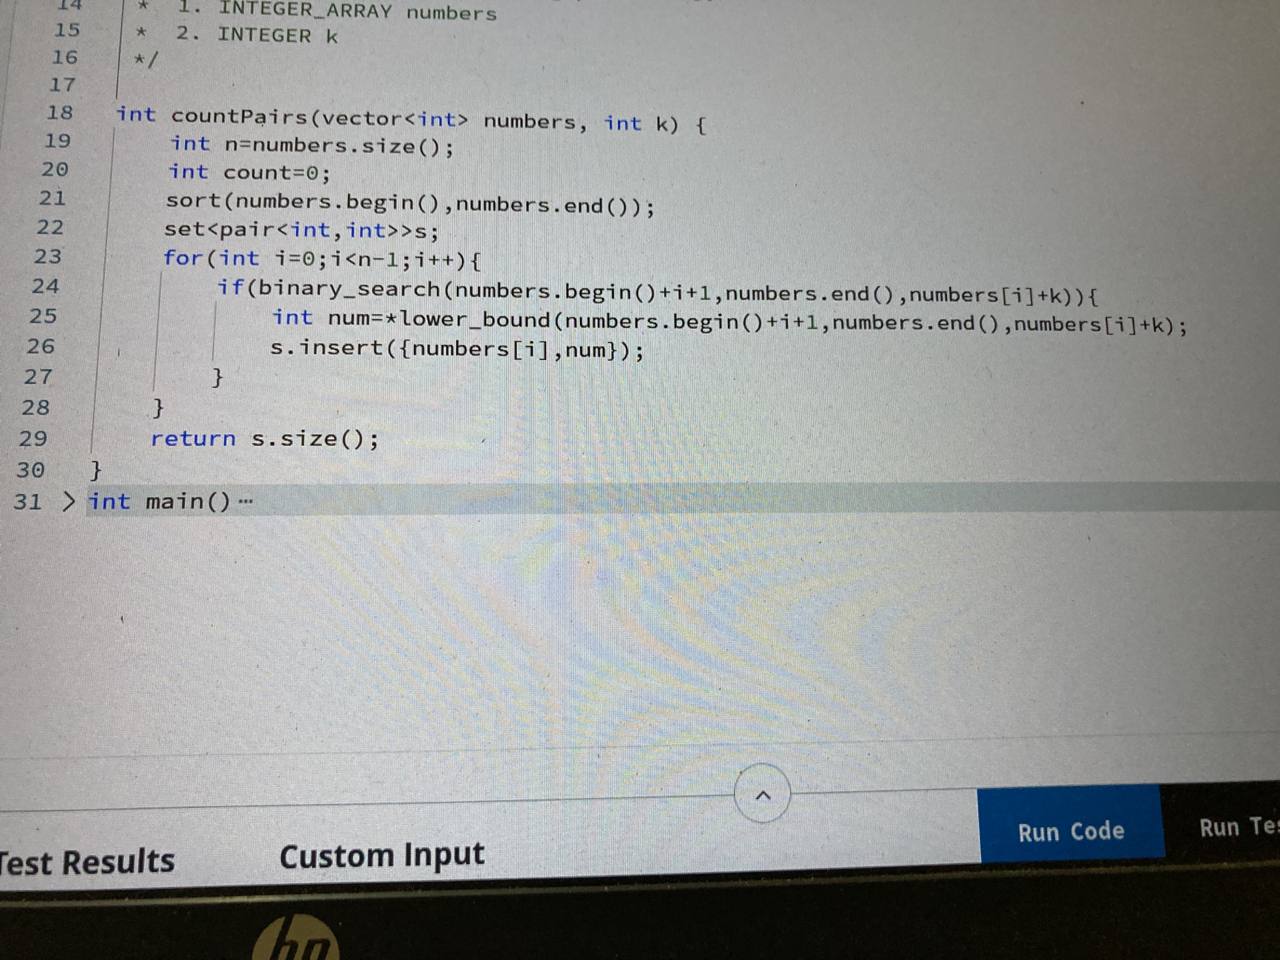 14 * 1. INTEGER_ARRAY numbers
15 * 2. INTEGER k
16 */
17
18 int countPairs(vector<int> numbers, int k) {
19 int n=numbers.size();
20 int count=0;
21 sort(numbers.begin(),numbers.end());
22 set<pair<int,int>>s;
23 for(int i=0;i<n-1;i++){
24 if(binary_search(numbers.begin()+i+1,numbers.end(),numbers[i]+k)){
25 int num=*lower_bound(numbers.begin()+i+1,numbers.end(),numbers[i]+k);
26 s.insert({numbers[i],num});
27 }
28 }
29 return s.size();
30 }
31 > int main() ⋯
Test Results Custom Input Run Code Run Tes
hp